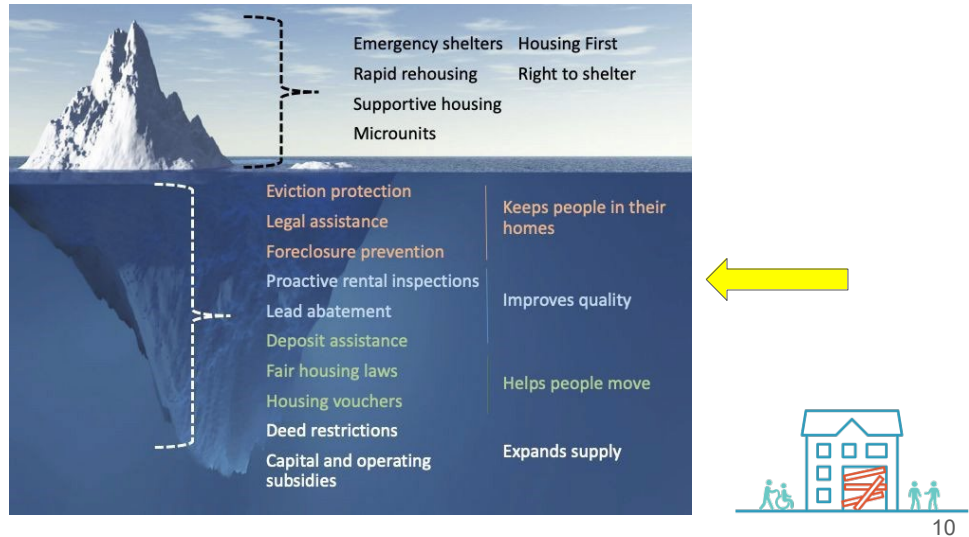 Emergency shelters Housing First
Rapid rehousing Right to shelter
Supportive housing
Microunits
Eviction protection
Legal assistance
Foreclosure prevention
Keeps people in their
homes
Proactive rental inspections
Lead abatement
Improves quality
Deposit assistance
Fair housing laws
Housing vouchers
Helps people move
Deed restrictions
Capital and operating
subsidies
Expands supply
10